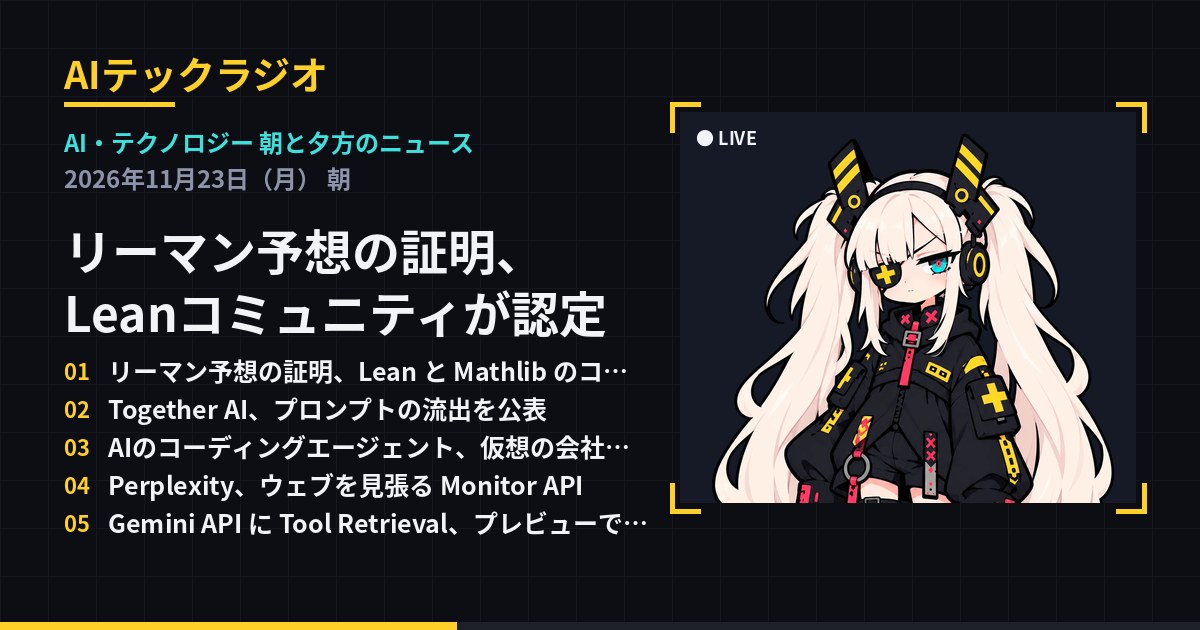 AIテックラジオ
AI・テクノロジー 朝と夕方のニュース
2026年11月23日（月） 朝
リーマン予想の証明、
Leanコミュニティが認定
01 リーマン予想の証明、Lean と Mathlib のコ…
02 Together AI、プロンプトの流出を公表
03 AIのコーディングエージェント、仮想の会社…
04 Perplexity、ウェブを見張る Monitor API
05 Gemini API に Tool Retrieval、プレビューで…
LIVE